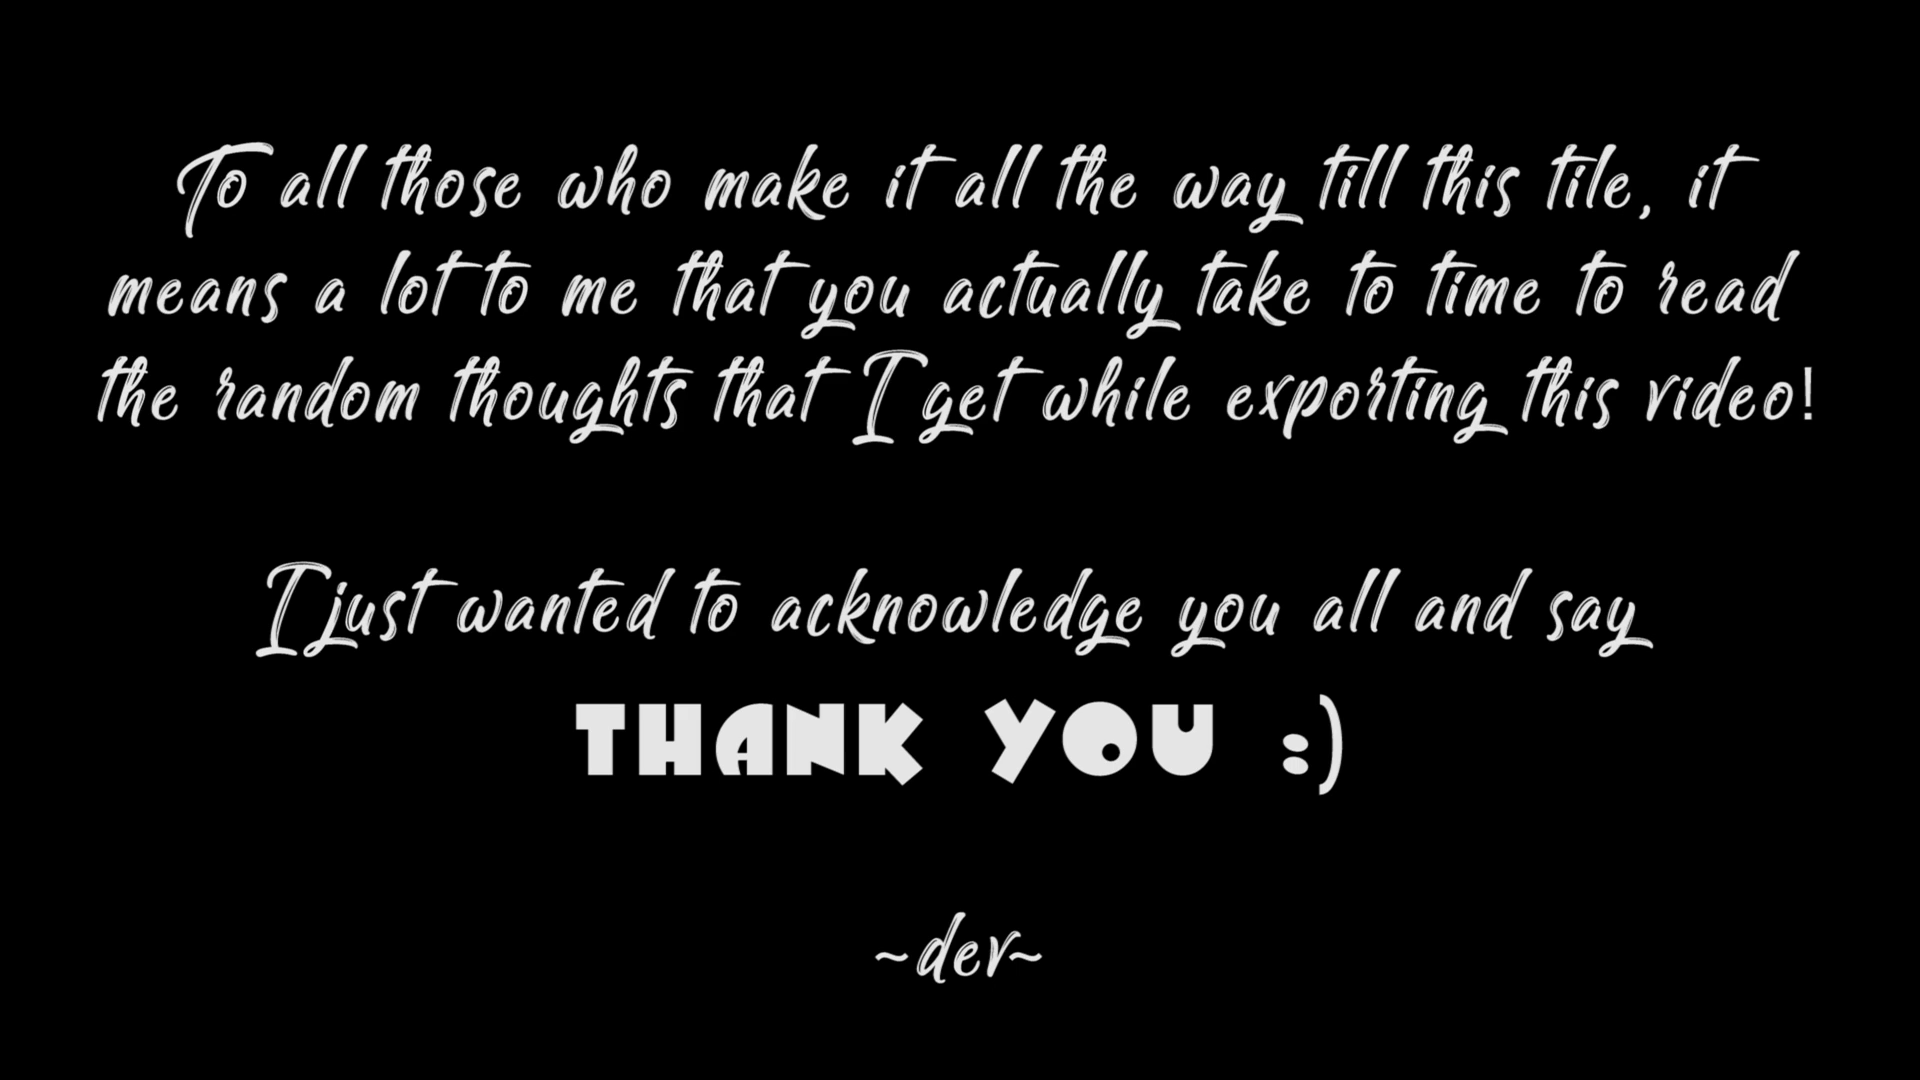 To all those who make it all the way till this tile, it
means a lot to me that you actually take to time to read
the random thoughts that I get while exporting this video!
I just wanted to acknowledge you all and say
THANK YOU :)
~dev~